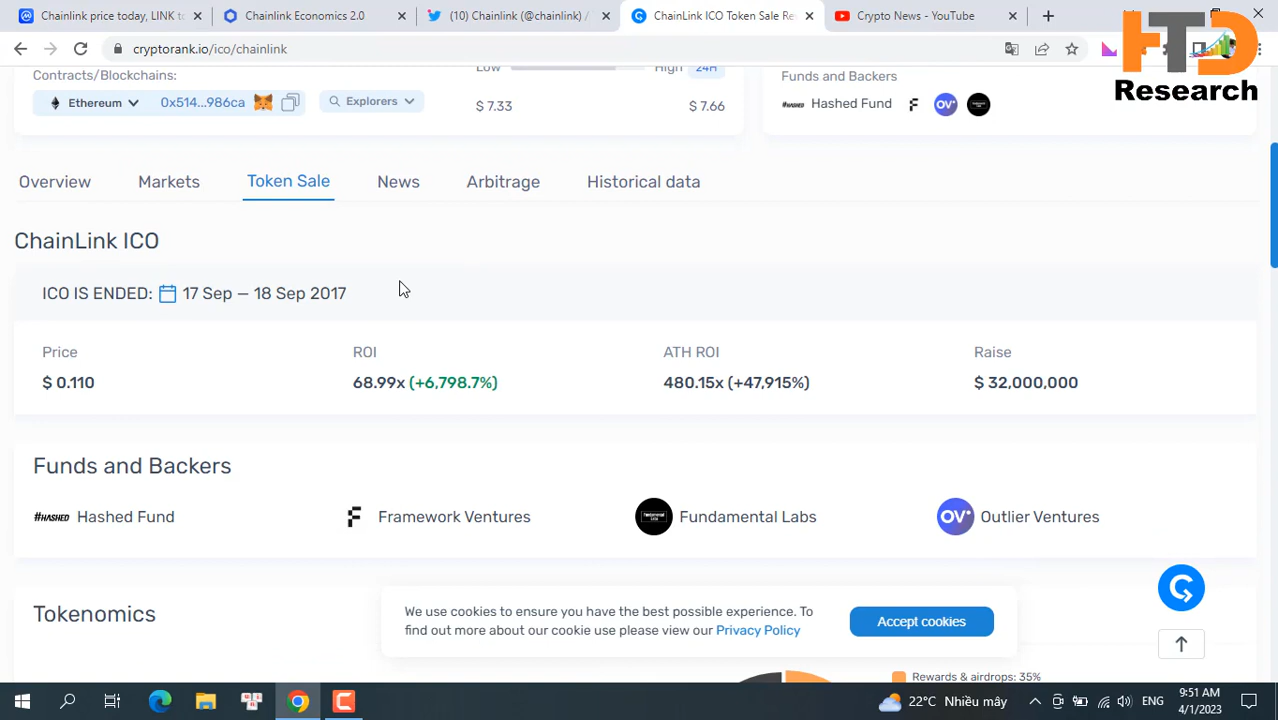 Chainlink price today, LINK to
Chainlink Economics 2.0
(10) Chainlink (@chainlink) /
ChainLink ICO Token Sale Re
Crypto News - YouTube
cryptorank.io/ico/chainlink
HTD
Research
Contracts/Blockchains:
Ethereum
0x514...986ca
Explorers
Low
High
24H
$ 7.33
$ 7.66
Funds and Backers
#HASHED
Hashed Fund
OV
Overview
Markets
Token Sale
News
Arbitrage
Historical data
ChainLink ICO
ICO IS ENDED: 17 Sep — 18 Sep 2017
Price
ROI
ATH ROI
Raise
$ 0.110
68.99x (+6,798.7%)
480.15x (+47,915%)
$ 32,000,000
Funds and Backers
#HASHED
Hashed Fund
Framework Ventures
Fundamental Labs
OV
Outlier Ventures
Tokenomics
We use cookies to ensure you have the best possible experience. To
find out more about our cookie use please view our Privacy Policy
Accept cookies
Rewards & airdrops: 35%
22°C Nhiều mây
ENG
9:51 AM
4/1/2023